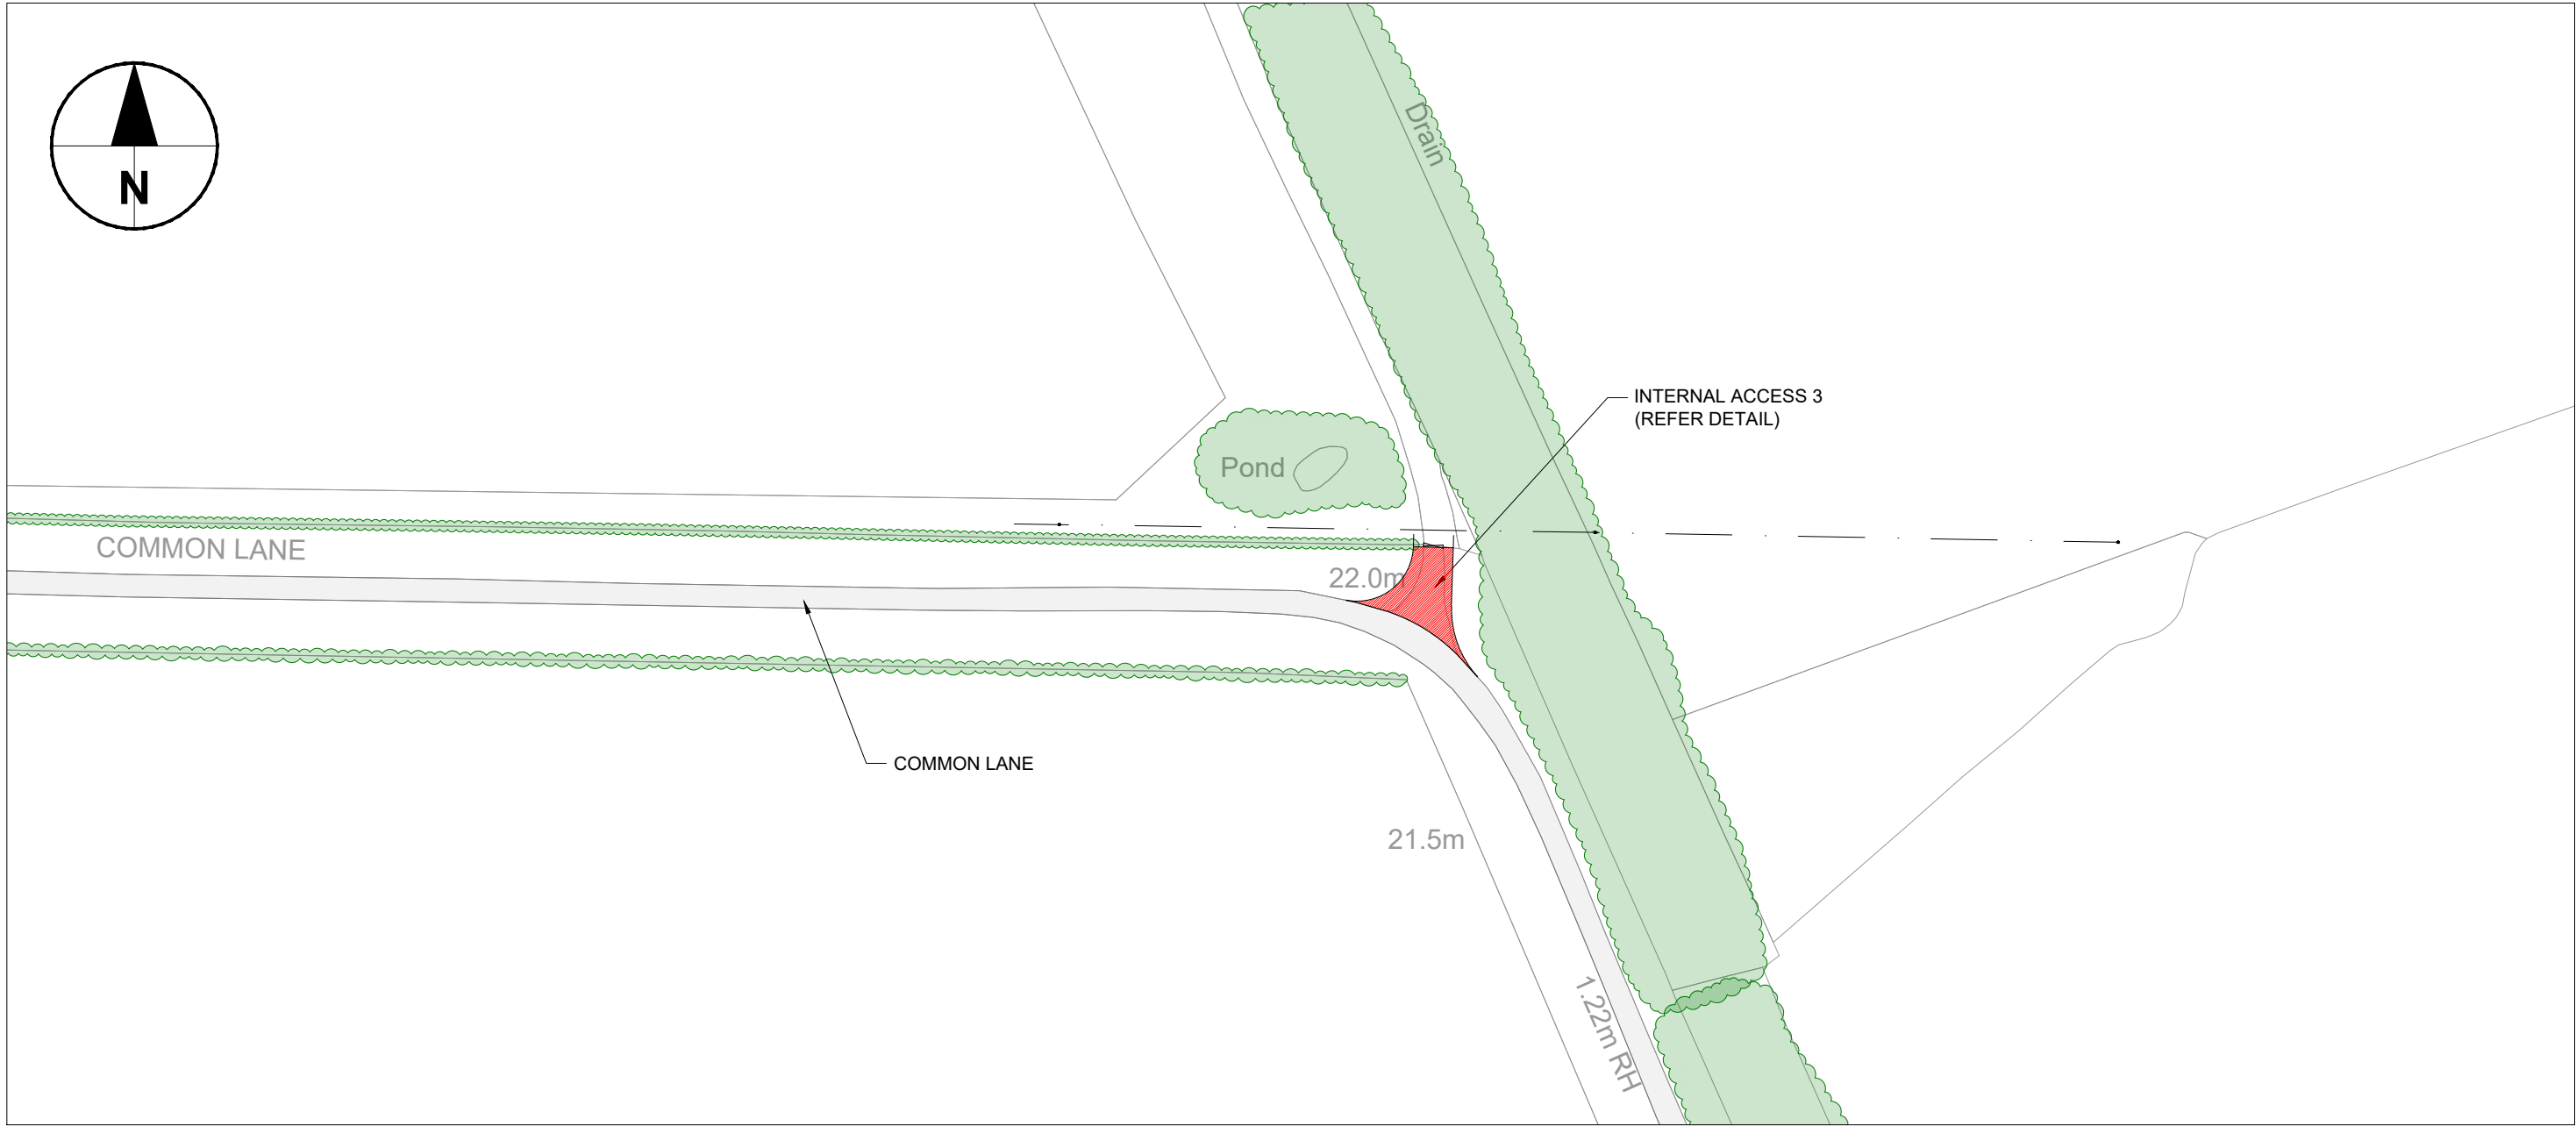 N
Drain
INTERNAL ACCESS 3
(REFER DETAIL)
Pond
COMMON LANE
22.0m
COMMON LANE
21.5m
1.22m RH